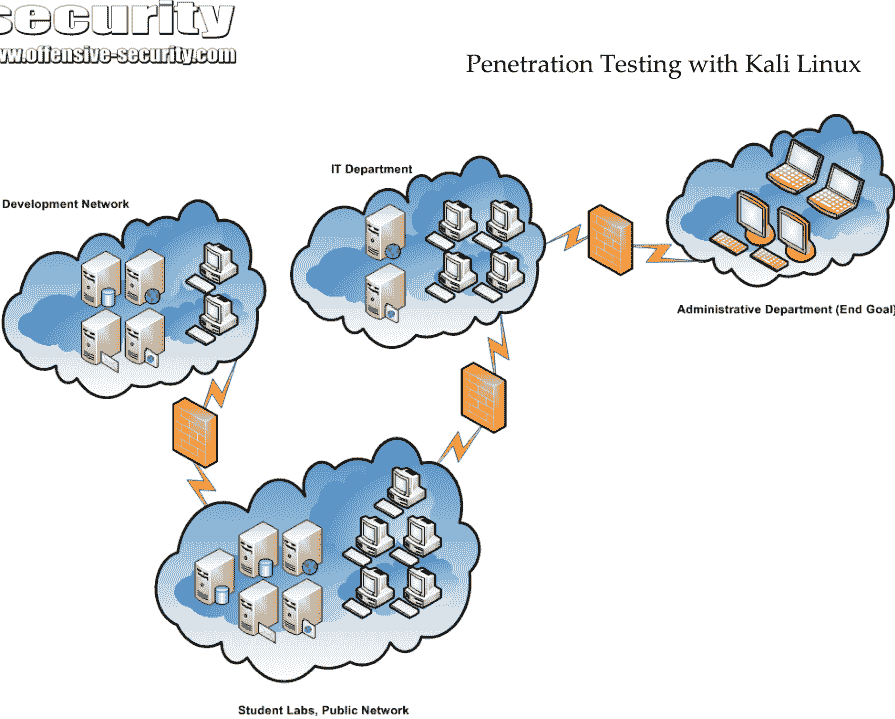 security
www.offensive-security.com
Penetration Testing with Kali Linux
IT Department
Development Network
Administrative Department (End Goal)
Student Labs, Public Network